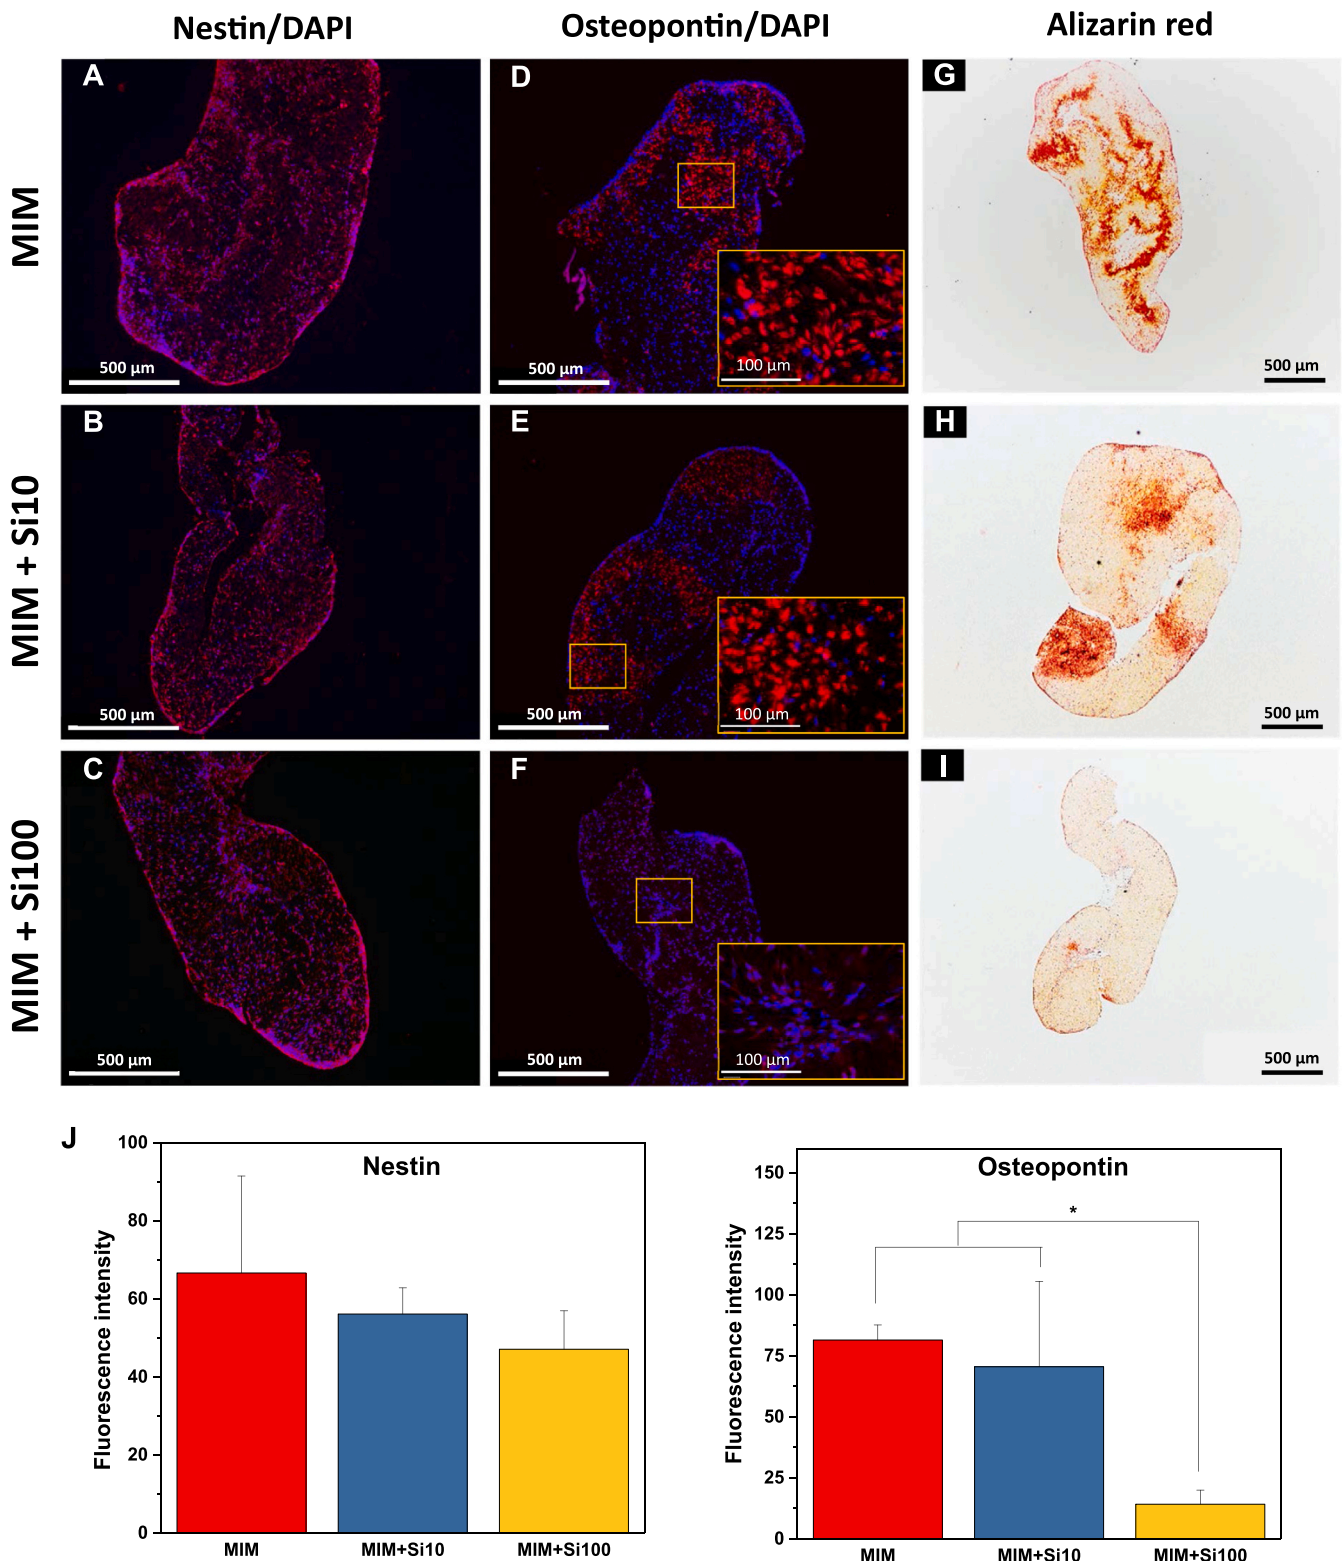 Nestin/DAPI
Osteopontin/DAPI
Alizarin red
MIM
A
500 µm
D
100 µm
500 µm
G
500 µm
MIM + Si10
B
500 µm
E
100 µm
500 µm
H
500 µm
MIM + Si100
C
500 µm
F
100 µm
500 µm
I
500 µm
J
Nestin
Fluorescence intensity
100
80
60
40
20
0
MIM
MIM+Si10
MIM+Si100
Osteopontin
Fluorescence intensity
150
125
100
75
50
25
0
*
MIM
MIM+Si10
MIM+Si100